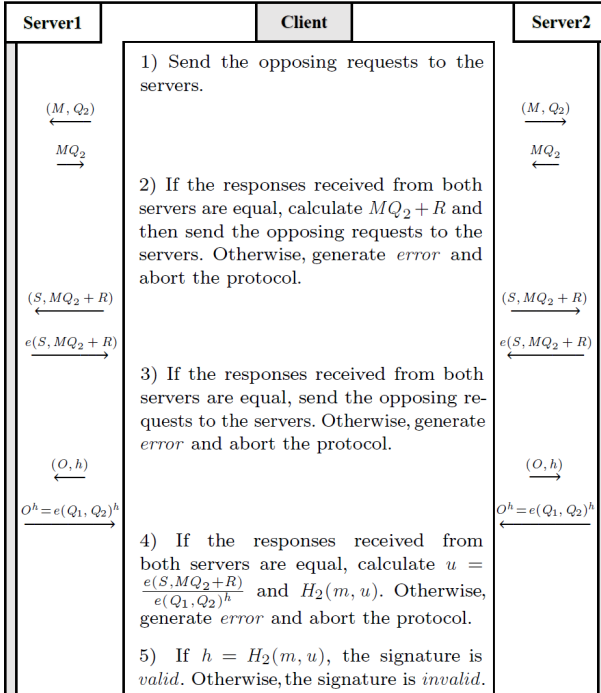 Server1 Client Server2
1) Send the opposing requests to the
servers.
(M, Q₂) (M, Q₂)
MQ₂ MQ₂
2) If the responses received from both
servers are equal, calculate MQ₂ + R and
then send the opposing requests to the
servers. Otherwise, generate error and
abort the protocol.
(S, MQ₂ + R) (S, MQ₂ + R)
e(S, MQ₂ + R) e(S, MQ₂ + R)
3) If the responses received from both
servers are equal, send the opposing re-
quests to the servers. Otherwise, generate
error and abort the protocol.
(O, h) (O, h)
Oʰ=e(Q₁, Q₂)ʰ Oʰ=e(Q₁, Q₂)ʰ
4) If the responses received from
both servers are equal, calculate u =
e(S,MQ₂+R)/e(Q₁,Q₂)ʰ and H₂(m, u). Otherwise,
generate error and abort the protocol.
5) If h = H₂(m, u), the signature is
valid. Otherwise, the signature is invalid.